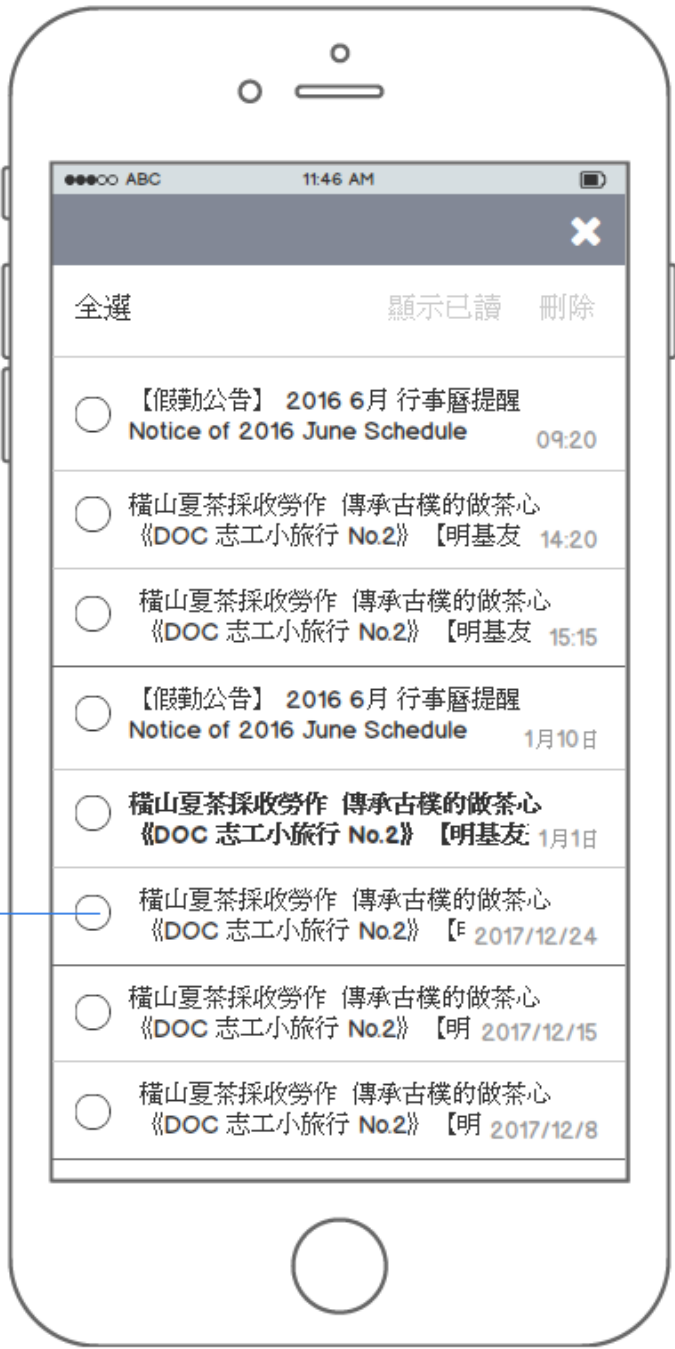 ABC 11:46 AM
全選 顯示已讀 刪除
【假勤公告】 2016 6月 行事曆提醒
Notice of 2016 June Schedule 09:20
橫山夏茶採收勞作 傳承古樸的做茶心
《DOC 志工小旅行 No.2》 【明基友 14:20
橫山夏茶採收勞作 傳承古樸的做茶心
《DOC 志工小旅行 No.2》 【明基友 15:15
【假勤公告】 2016 6月 行事曆提醒
Notice of 2016 June Schedule 1月10日
橫山夏茶採收勞作 傳承古樸的做茶心
《DOC 志工小旅行 No.2》 【明基友 1月1日
橫山夏茶採收勞作 傳承古樸的做茶心
《DOC 志工小旅行 No.2》 【 2017/12/24
橫山夏茶採收勞作 傳承古樸的做茶心
《DOC 志工小旅行 No.2》 【明 2017/12/15
橫山夏茶採收勞作 傳承古樸的做茶心
《DOC 志工小旅行 No.2》 【明 2017/12/8